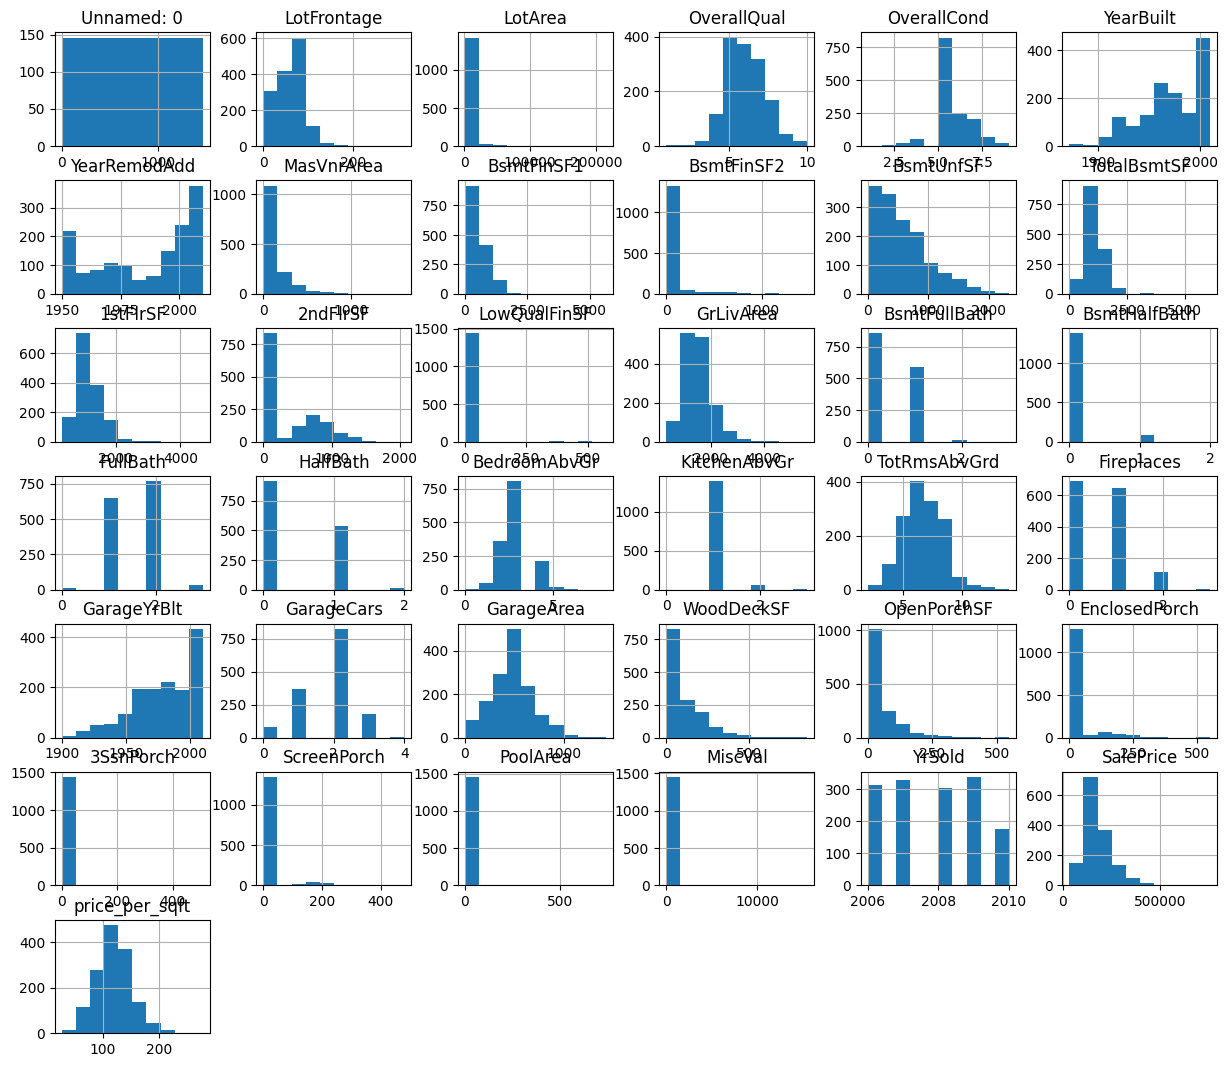 Unnamed: 0
150
100
50
0
0 1000
LotFrontage
600
400
200
0
0 200
LotArea
1000
500
0
0 100000 200000
OverallQual
400
200
0
5 10
OverallCond
750
500
250
0
2.5 5.0 7.5
YearBuilt
400
200
0
1900 2000
YearRemodAdd
300
200
100
0
1950 1975 2000
MasVnrArea
1000
500
0
0 1000
BsmtFinSF1
900
600
300
0
0 2500 5000
BsmtFinSF2
1000
500
0
0 1000
BsmtUnfSF
300
200
100
0
0 1000 2000
TotalBsmtSF
750
500
250
0
0 2500 5000
1stFlrSF
600
400
200
0
2000 4000
2ndFlrSF
750
500
250
0
0 1000 2000
LowQualFinSF
1500
1000
500
0
0 500
GrLivArea
400
200
0
2000 4000
BsmtFullBath
750
500
250
0
0 2
BsmtHalfBath
1000
500
0
0 1 2
FullBath
750
500
250
0
0 2
HalfBath
750
500
250
0
0 1 2
BedroomAbvGr
750
500
250
0
0 5
KitchenAbvGr
1000
500
0
0 2
TotRmsAbvGrd
400
200
0
5 10
Fireplaces
600
400
200
0
0 2
GarageYrBlt
400
200
0
1900 1950 2000
GarageCars
750
500
250
0
0 2 4
GarageArea
400
200
0
0 1000
WoodDeckSF
750
500
250
0
0 500
OpenPorchSF
1000
500
0
0 250 500
EnclosedPorch
1000
500
0
0 250 500
3SsnPorch
1500
1000
500
0
0 200 400
ScreenPorch
1000
500
0
0 200 400
PoolArea
1500
1000
500
0
0 500
MiscVal
1500
1000
500
0
0 10000
YrSold
300
200
100
0
2006 2008 2010
SalePrice
600
400
200
0
0 500000
price_per_sqft
400
200
0
100 200